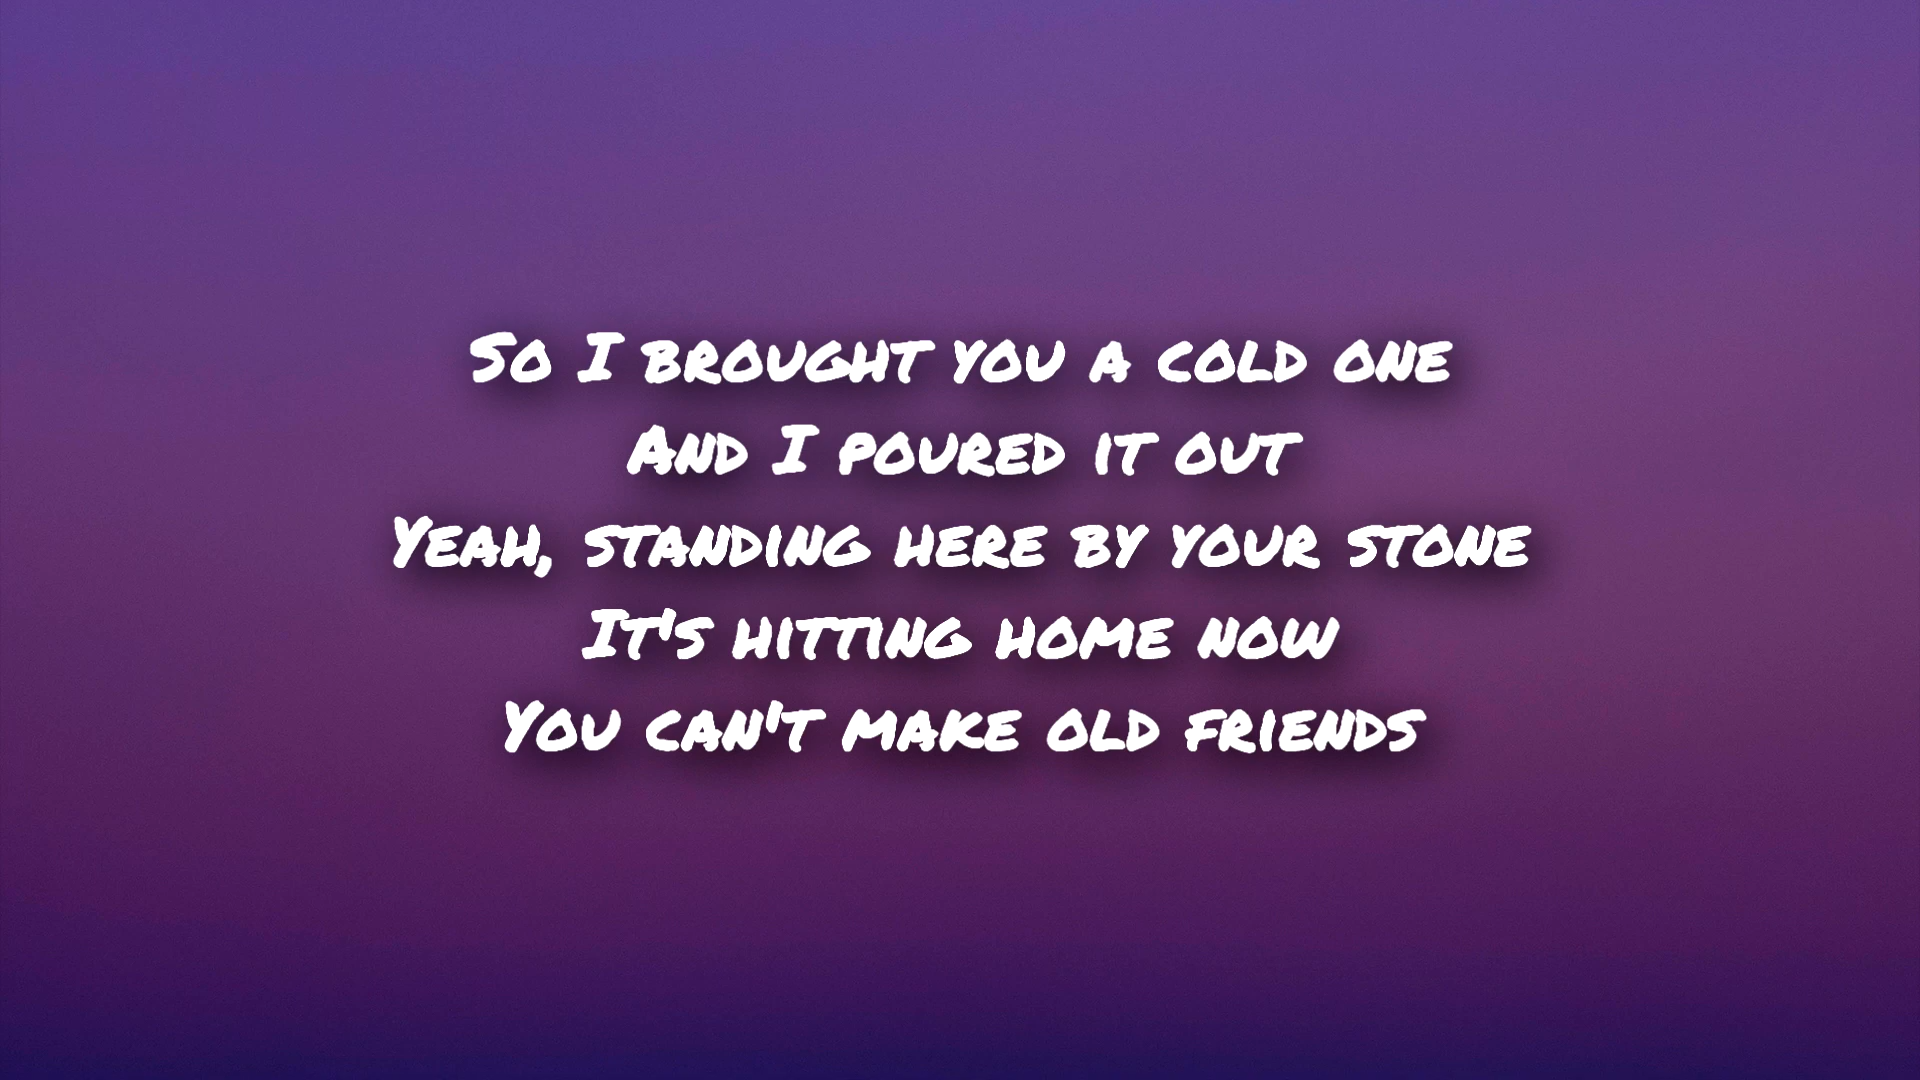 So I brought you a cold one
And I poured it out
Yeah, standing here by your stone
It's hitting home now
You can't make old friends